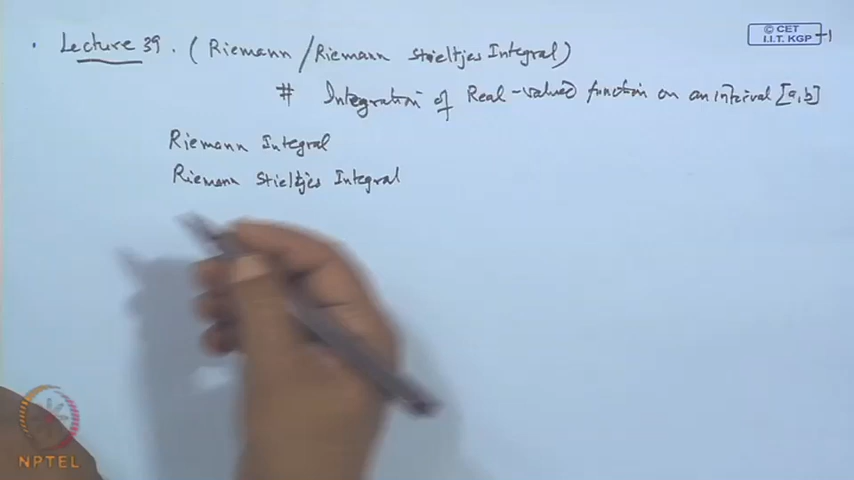 · Lecture 39. (Riemann/Riemann Stieltjes Integral)
© CET
I.I.T. KGP
# Integration of Real-valued function on an interval [a,b]
Riemann Integral
Riemann Stieltjes Integral
NPTEL